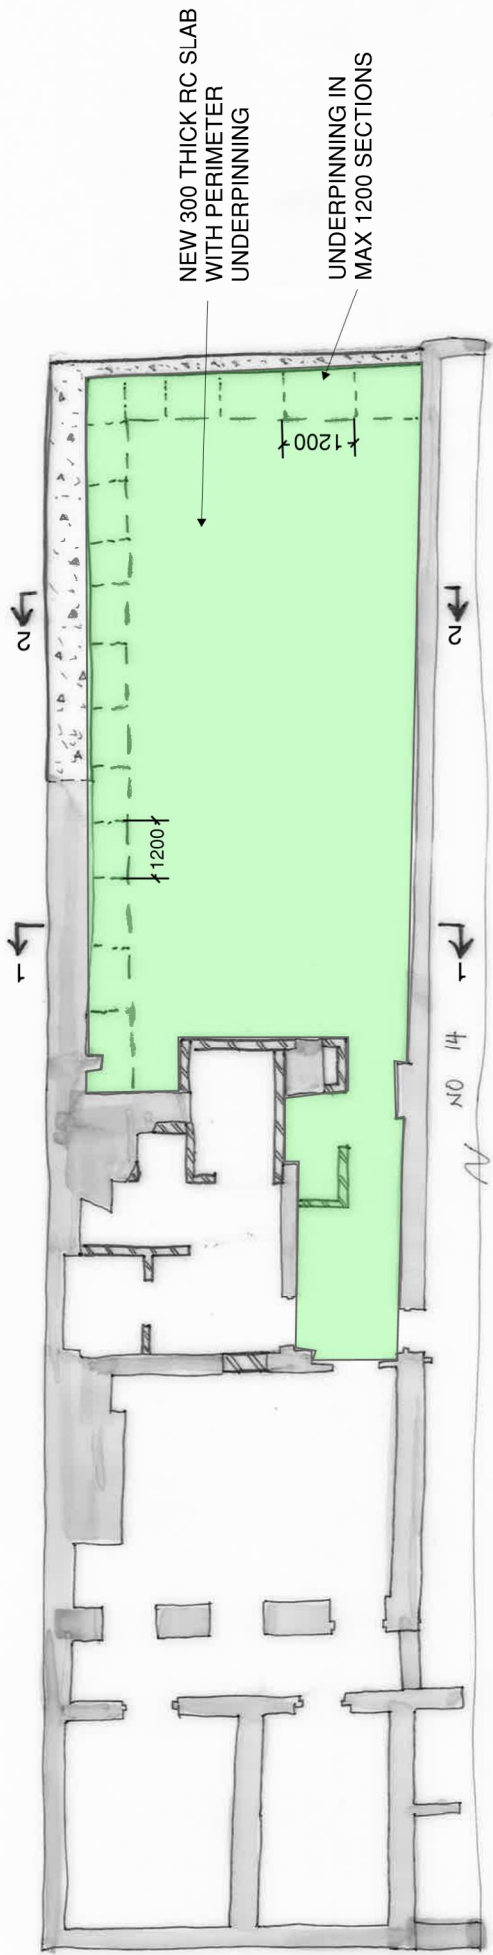 NEW 300 THICK RC SLAB
WITH PERIMETER
UNDERPINNING
UNDERPINNING IN
MAX 1200 SECTIONS
1200
1200
2
2
1
1
NO 14
N